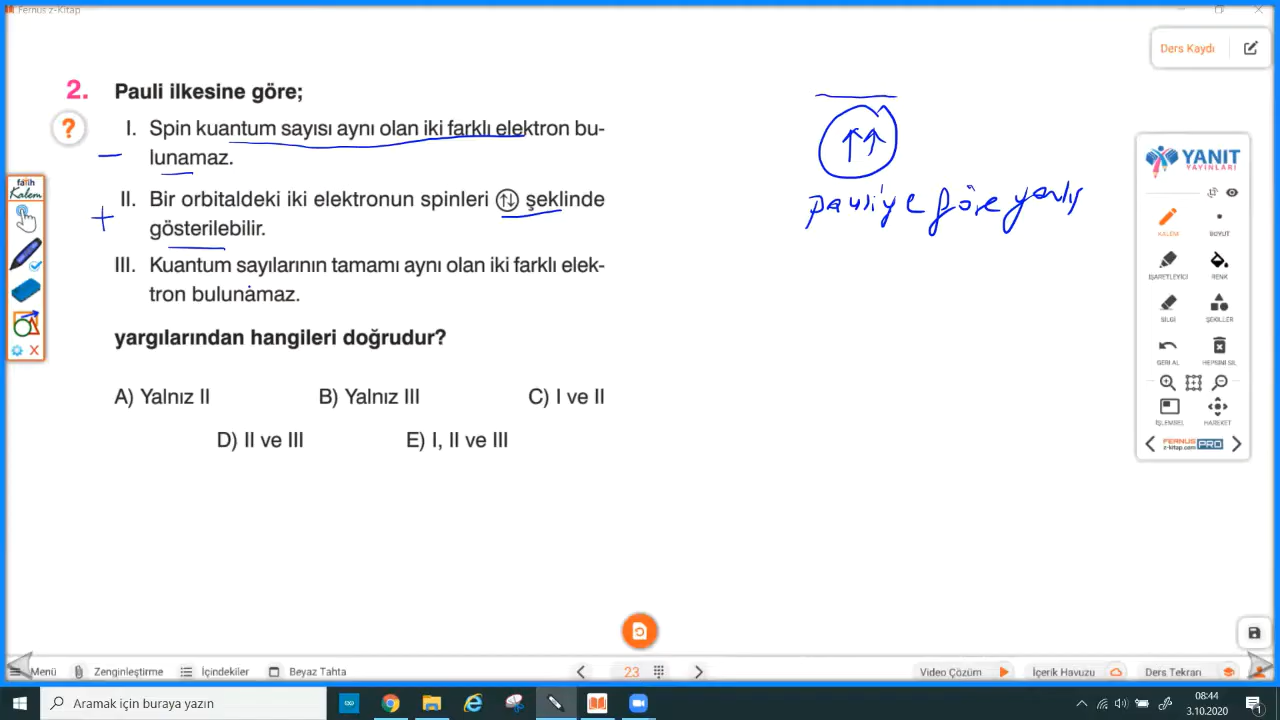 Fernus z-Kitap
Ders Kaydı
2. Pauli ilkesine göre;
?
I. Spin kuantum sayısı aynı olan iki farklı elektron bu-
lunamaz.
II. Bir orbitaldeki iki elektronun spinleri ⇅ şeklinde
gösterilebilir.
III. Kuantum sayılarının tamamı aynı olan iki farklı elek-
tron bulunamaz.
yargılarından hangileri doğrudur?
A) Yalnız II B) Yalnız III C) I ve II
D) II ve III E) I, II ve III
↑↑
pauliye göre yanlış
fatih
Kalem
YANIT
YAYINLARI
KALEM BOYUT
İŞARETLEYİCİ RENK
SİLGİ ŞEKİLLER
GERİ AL HEPSİNİ SİL
İŞLEMSEL HAREKET
FERNUS
z-kitap.com PRO
Menü Zenginleştirme İçindekiler Beyaz Tahta 23 Video Çözüm İçerik Havuzu Ders Tekrarı
Aramak için buraya yazın
08:44
3.10.2020
1